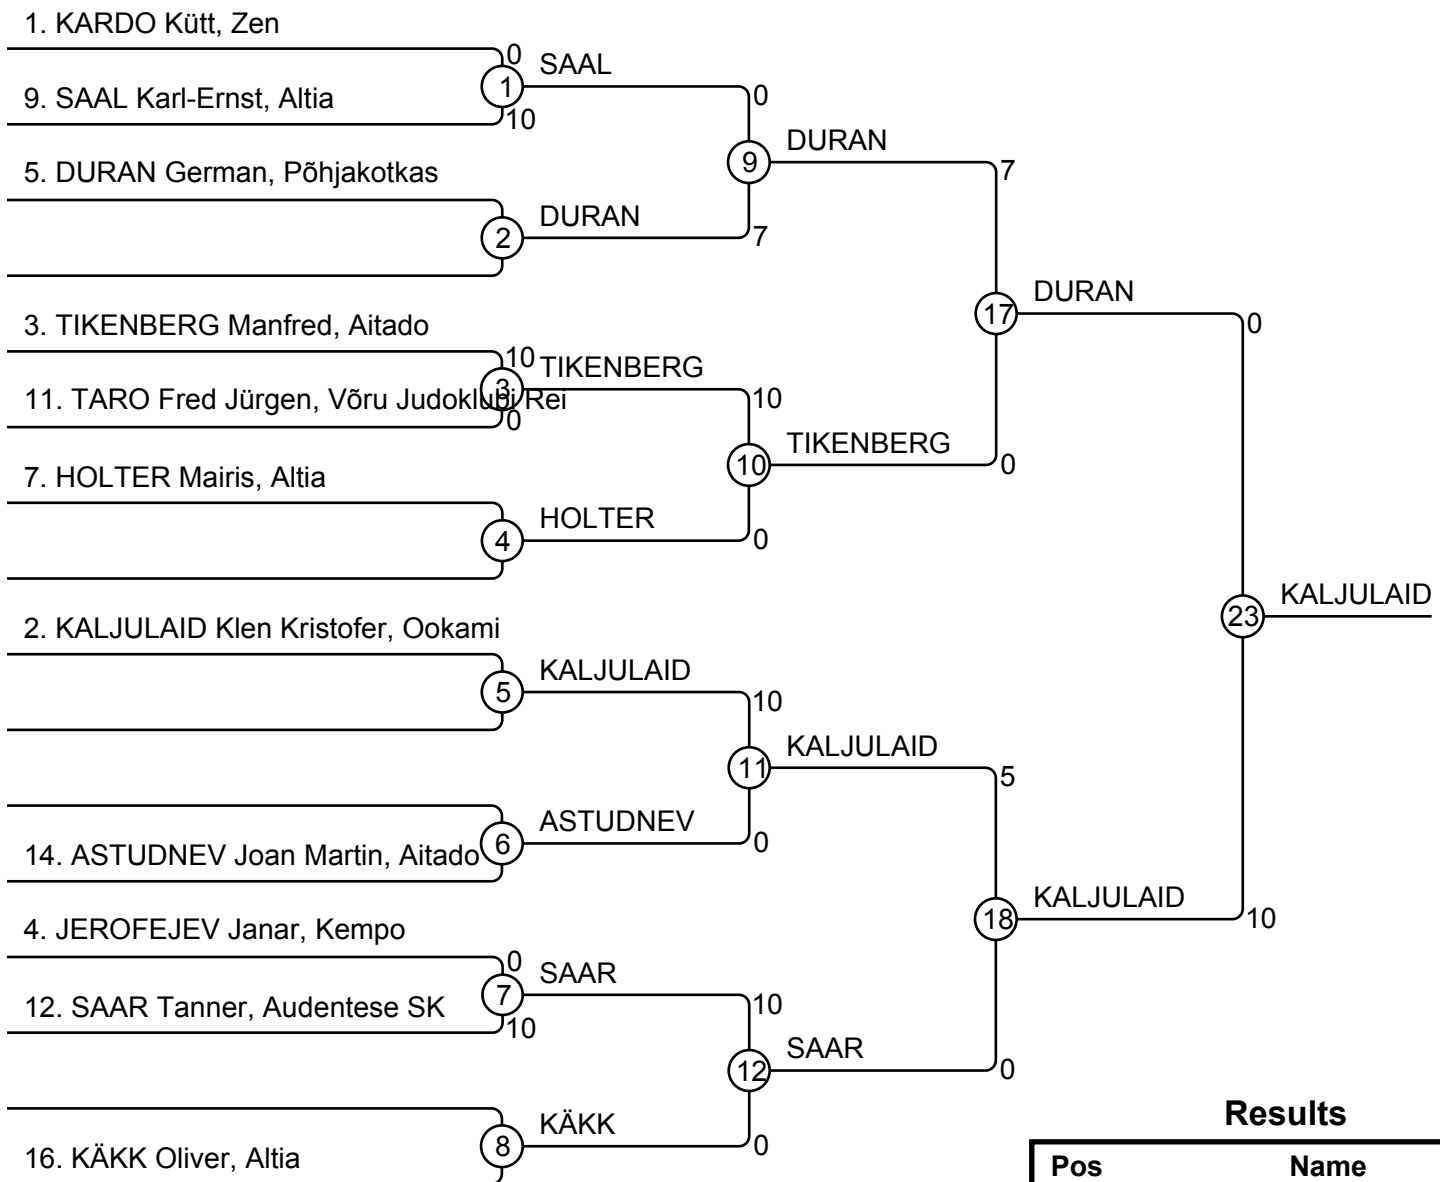 1. KARDO Kütt, Zen
0
SAAL
1
9. SAAL Karl-Ernst, Altia
10
0
DURAN
9
7
5. DURAN German, Põhjakotkas
DURAN
2
7
DURAN
17
0
3. TIKENBERG Manfred, Aitado
10
TIKENBERG
3
11. TARO Fred Jürgen, Võru Judoklubi Rei
0
10
TIKENBERG
10
0
7. HOLTER Mairis, Altia
HOLTER
4
0
KALJULAID
23
2. KALJULAID Klen Kristofer, Ookami
KALJULAID
5
10
KALJULAID
11
5
ASTUDNEV
6
0
14. ASTUDNEV Joan Martin, Aitado
KALJULAID
18
10
4. JEROFEJEV Janar, Kempo
0
SAAR
7
12. SAAR Tanner, Audentese SK
10
10
SAAR
12
0
KÄKK
8
0
16. KÄKK Oliver, Altia
Results
Pos Name